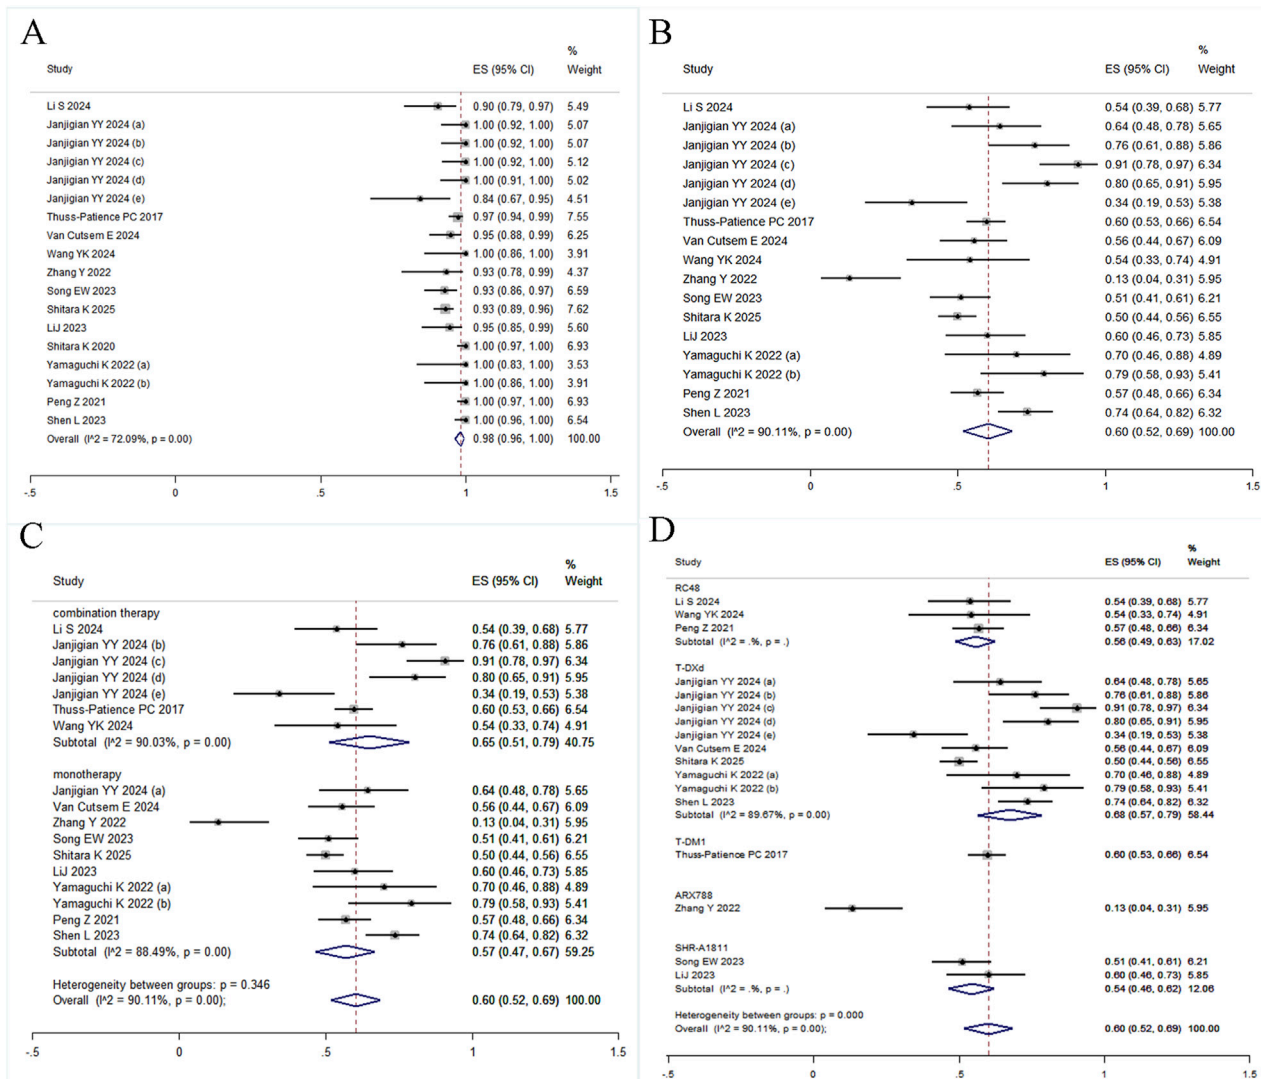 A
%
Study ES (95% CI) Weight
Li S 2024 0.90 (0.79, 0.97) 5.49
Janjigian YY 2024 (a) 1.00 (0.92, 1.00) 5.07
Janjigian YY 2024 (b) 1.00 (0.92, 1.00) 5.07
Janjigian YY 2024 (c) 1.00 (0.92, 1.00) 5.12
Janjigian YY 2024 (d) 1.00 (0.91, 1.00) 5.02
Janjigian YY 2024 (e) 0.84 (0.67, 0.95) 4.51
Thuss-Patience PC 2017 0.97 (0.94, 0.99) 7.55
Van Cutsem E 2024 0.95 (0.88, 0.99) 6.25
Wang YK 2024 1.00 (0.86, 1.00) 3.91
Zhang Y 2022 0.93 (0.78, 0.99) 4.37
Song EW 2023 0.93 (0.86, 0.97) 6.59
Shitara K 2025 0.93 (0.89, 0.96) 7.62
LiJ 2023 0.95 (0.85, 0.99) 5.60
Shitara K 2020 1.00 (0.97, 1.00) 6.93
Yamaguchi K 2022 (a) 1.00 (0.83, 1.00) 3.53
Yamaguchi K 2022 (b) 1.00 (0.86, 1.00) 3.91
Peng Z 2021 1.00 (0.97, 1.00) 6.93
Shen L 2023 1.00 (0.96, 1.00) 6.54
Overall (I^2 = 72.09%, p = 0.00) 0.98 (0.96, 1.00) 100.00
-.5 0 .5 1 1.5
B
%
Study ES (95% CI) Weight
Li S 2024 0.54 (0.39, 0.68) 5.77
Janjigian YY 2024 (a) 0.64 (0.48, 0.78) 5.65
Janjigian YY 2024 (b) 0.76 (0.61, 0.88) 5.86
Janjigian YY 2024 (c) 0.91 (0.78, 0.97) 6.34
Janjigian YY 2024 (d) 0.80 (0.65, 0.91) 5.95
Janjigian YY 2024 (e) 0.34 (0.19, 0.53) 5.38
Thuss-Patience PC 2017 0.60 (0.53, 0.66) 6.54
Van Cutsem E 2024 0.56 (0.44, 0.67) 6.09
Wang YK 2024 0.54 (0.33, 0.74) 4.91
Zhang Y 2022 0.13 (0.04, 0.31) 5.95
Song EW 2023 0.51 (0.41, 0.61) 6.21
Shitara K 2025 0.50 (0.44, 0.56) 6.55
LiJ 2023 0.60 (0.46, 0.73) 5.85
Yamaguchi K 2022 (a) 0.70 (0.46, 0.88) 4.89
Yamaguchi K 2022 (b) 0.79 (0.58, 0.93) 5.41
Peng Z 2021 0.57 (0.48, 0.66) 6.34
Shen L 2023 0.74 (0.64, 0.82) 6.32
Overall (I^2 = 90.11%, p = 0.00) 0.60 (0.52, 0.69) 100.00
-.5 0 .5 1 1.5
C
%
Study ES (95% CI) Weight
combination therapy
Li S 2024 0.54 (0.39, 0.68) 5.77
Janjigian YY 2024 (b) 0.76 (0.61, 0.88) 5.86
Janjigian YY 2024 (c) 0.91 (0.78, 0.97) 6.34
Janjigian YY 2024 (d) 0.80 (0.65, 0.91) 5.95
Janjigian YY 2024 (e) 0.34 (0.19, 0.53) 5.38
Thuss-Patience PC 2017 0.60 (0.53, 0.66) 6.54
Wang YK 2024 0.54 (0.33, 0.74) 4.91
Subtotal (I^2 = 90.03%, p = 0.00) 0.65 (0.51, 0.79) 40.75
monotherapy
Janjigian YY 2024 (a) 0.64 (0.48, 0.78) 5.65
Van Cutsem E 2024 0.56 (0.44, 0.67) 6.09
Zhang Y 2022 0.13 (0.04, 0.31) 5.95
Song EW 2023 0.51 (0.41, 0.61) 6.21
Shitara K 2025 0.50 (0.44, 0.56) 6.55
LiJ 2023 0.60 (0.46, 0.73) 5.85
Yamaguchi K 2022 (a) 0.70 (0.46, 0.88) 4.89
Yamaguchi K 2022 (b) 0.79 (0.58, 0.93) 5.41
Peng Z 2021 0.57 (0.48, 0.66) 6.34
Shen L 2023 0.74 (0.64, 0.82) 6.32
Subtotal (I^2 = 88.49%, p = 0.00) 0.57 (0.47, 0.67) 59.25
Heterogeneity between groups: p = 0.346
Overall (I^2 = 90.11%, p = 0.00); 0.60 (0.52, 0.69) 100.00
-.5 0 .5 1 1.5
D
%
Study ES (95% CI) Weight
RC48
Li S 2024 0.54 (0.39, 0.68) 5.77
Wang YK 2024 0.54 (0.33, 0.74) 4.91
Peng Z 2021 0.57 (0.48, 0.66) 6.34
Subtotal (I^2 = .%, p = .) 0.56 (0.49, 0.63) 17.02
T-DXd
Janjigian YY 2024 (a) 0.64 (0.48, 0.78) 5.65
Janjigian YY 2024 (b) 0.76 (0.61, 0.88) 5.86
Janjigian YY 2024 (c) 0.91 (0.78, 0.97) 6.34
Janjigian YY 2024 (d) 0.80 (0.65, 0.91) 5.95
Janjigian YY 2024 (e) 0.34 (0.19, 0.53) 5.38
Van Cutsem E 2024 0.56 (0.44, 0.67) 6.09
Shitara K 2025 0.50 (0.44, 0.56) 6.55
Yamaguchi K 2022 (a) 0.70 (0.46, 0.88) 4.89
Yamaguchi K 2022 (b) 0.79 (0.58, 0.93) 5.41
Shen L 2023 0.74 (0.64, 0.82) 6.32
Subtotal (I^2 = 89.67%, p = 0.00) 0.68 (0.57, 0.79) 58.44
T-DM1
Thuss-Patience PC 2017 0.60 (0.53, 0.66) 6.54
ARX788
Zhang Y 2022 0.13 (0.04, 0.31) 5.95
SHR-A1811
Song EW 2023 0.51 (0.41, 0.61) 6.21
LiJ 2023 0.60 (0.46, 0.73) 5.85
Subtotal (I^2 = .%, p = .) 0.54 (0.46, 0.62) 12.06
Heterogeneity between groups: p = 0.000
Overall (I^2 = 90.11%, p = 0.00); 0.60 (0.52, 0.69) 100.00
-.5 0 .5 1 1.5